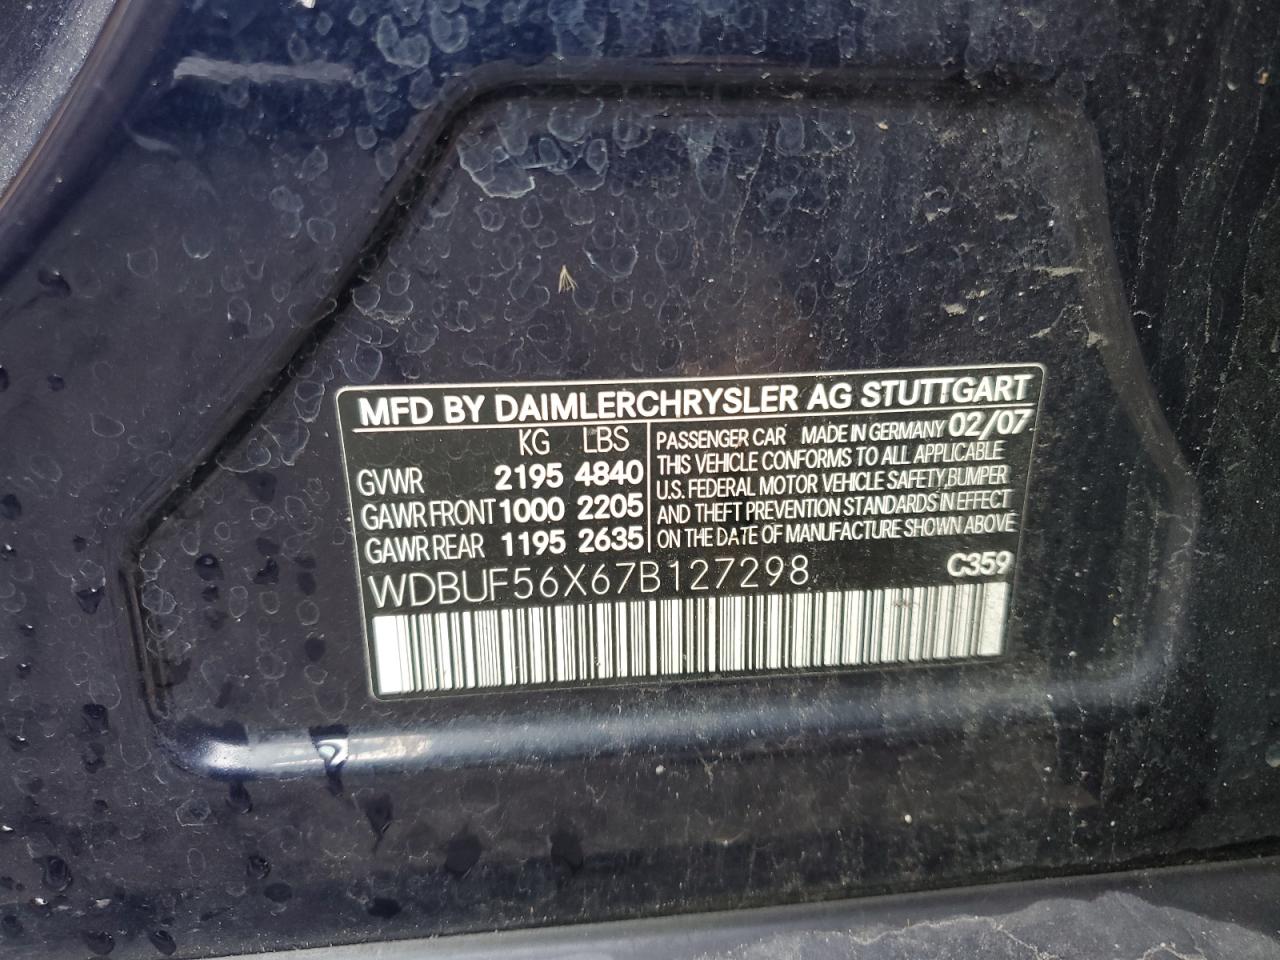 MFD BY DAIMLERCHRYSLER AG STUTTGART
KG LBS
GVWR 2195 4840
GAWR FRONT 1000 2205
GAWR REAR 1195 2635
PASSENGER CAR MADE IN GERMANY 02/07
THIS VEHICLE CONFORMS TO ALL APPLICABLE
U.S. FEDERAL MOTOR VEHICLE SAFETY, BUMPER
AND THEFT PREVENTION STANDARDS IN EFFECT
ON THE DATE OF MANUFACTURE SHOWN ABOVE
WDBUF56X67B127298 C359